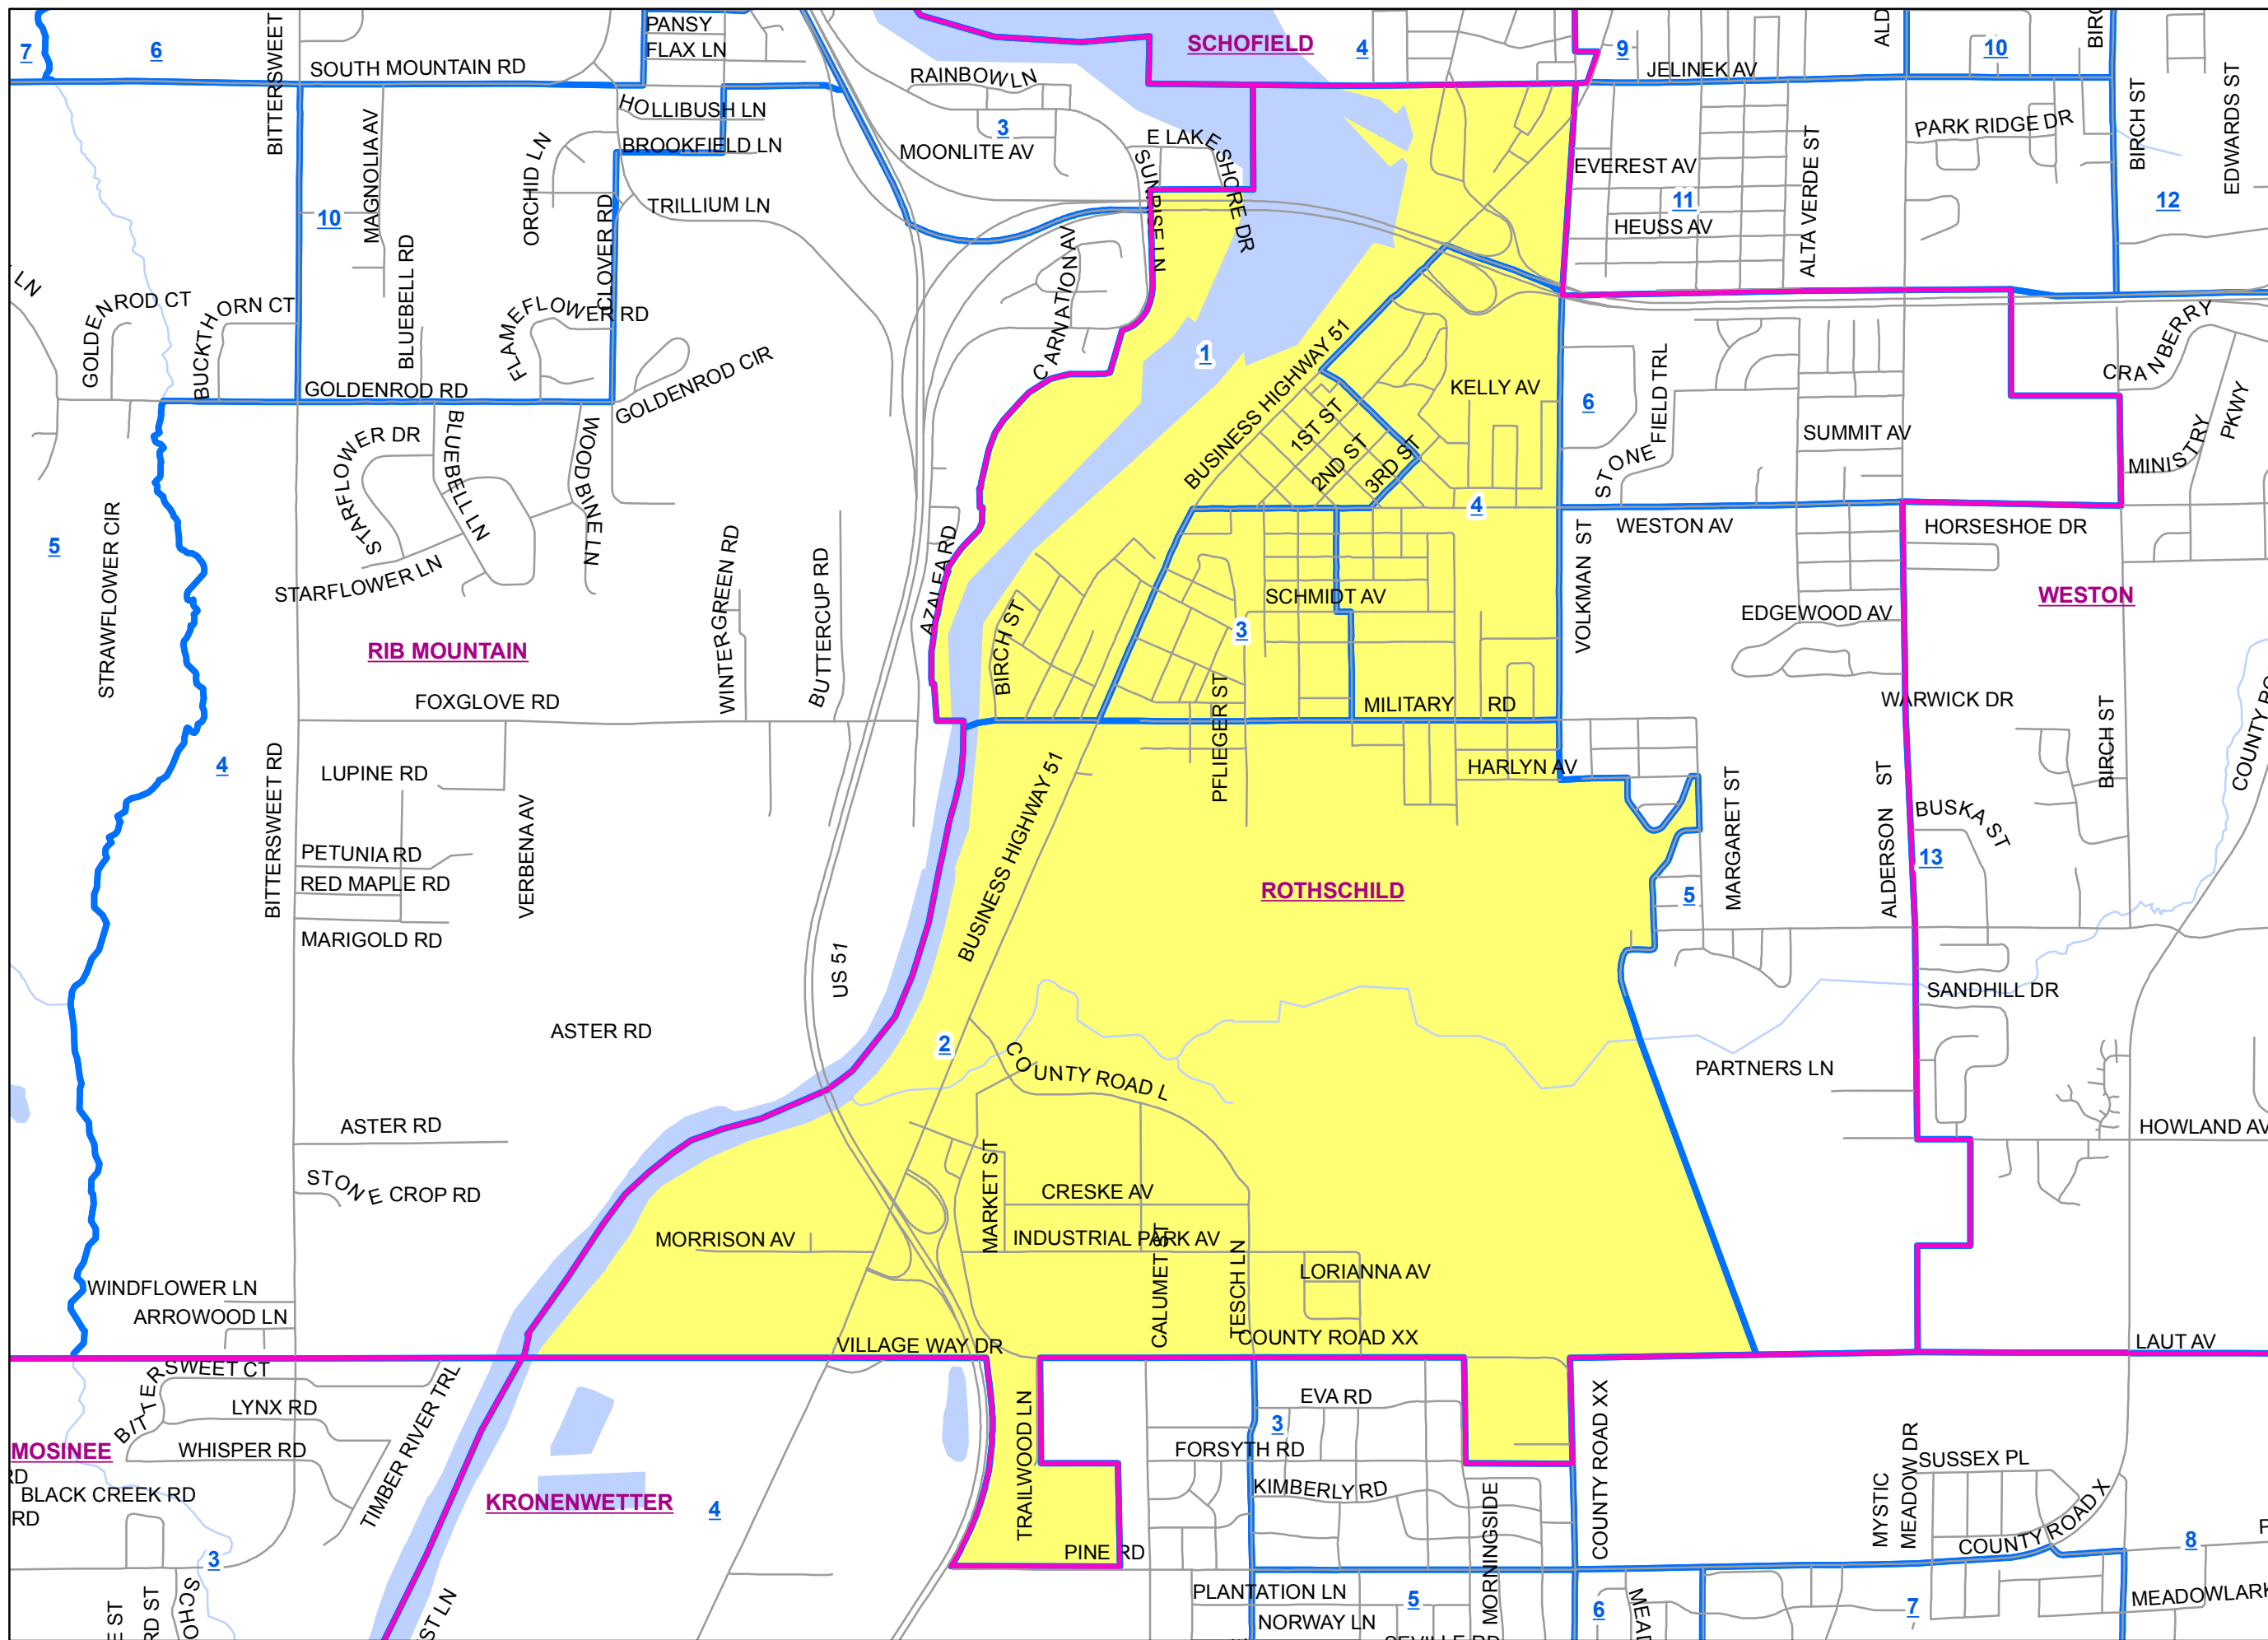 7
6
BITTERSWEET
PANSY
FLAX LN
SOUTH MOUNTAIN RD
SCHOFIELD
4
9
JELINEK AV
ALD
10
BIRC
RAINBOW LN
HOLLIBUSH LN
BROOKFIELD LN
3
MOONLITE AV
E LAKESHORE DR
SUNRISE LN
EVEREST AV
11
HEUSS AV
ALTA VERDE ST
PARK RIDGE DR
BIRCH ST
EDWARDS ST
12
MAGNOLIA AV
10
ORCHID LN
TRILLIUM LN
CLOVER RD
BLUEBELL RD
LN
GOLDENROD CT
BUCKTHORN CT
FLAMEFLOWER RD
CARNATION AV
GOLDENROD RD
GOLDENROD CIR
1
BUSINESS HIGHWAY 51
KELLY AV
1ST ST
2ND ST
3RD ST
4
6
STONEFIELD TRL
SUMMIT AV
CRANBERRY
MINISTRY
PKWY
WESTON AV
HORSESHOE DR
STARFLOWER DR
BLUEBELL LN
WOODBINE LN
STARFLOWER LN
STRAWFLOWER CIR
5
WINTERGREEN RD
BUTTERCUP RD
AZALEA RD
BIRCH ST
SCHMIDT AV
3
VOLKMAN ST
EDGEWOOD AV
WESTON
RIB MOUNTAIN
FOXGLOVE RD
PFLIEGER ST
MILITARY RD
WARWICK DR
BIRCH ST
4
BITTERSWEET RD
LUPINE RD
VERBENA AV
HARLYN AV
MARGARET ST
ALDERSON ST
BUSKA ST
PETUNIA RD
RED MAPLE RD
MARIGOLD RD
BUSINESS HIGHWAY 51
ROTHSCHILD
5
13
US 51
SANDHILL DR
ASTER RD
2
COUNTY ROAD L
PARTNERS LN
ASTER RD
HOWLAND AV
STONE CROP RD
MARKET ST
CRESKE AV
MORRISON AV
INDUSTRIAL PARK AV
CALUMET ST
TESCH LN
LORIANNA AV
WINDFLOWER LN
ARROWOOD LN
VILLAGE WAY DR
COUNTY ROAD XX
LAUT AV
BITTERSWEET CT
LYNX RD
WHISPER RD
TIMBER RIVER TRL
MOSINEE
RD
BLACK CREEK RD
RD
KRONENWETTER
4
TRAILWOOD LN
EVA RD
3
FORSYTH RD
KIMBERLY RD
MORNINGSIDE
COUNTY ROAD XX
MYSTIC
MEADOW DR
SUSSEX PL
COUNTY ROAD X
PINE RD
3
8
PLANTATION LN
5
NORWAY LN
6
7
MEADOWLARK
RD ST
SCHO
ST LN
MEAD